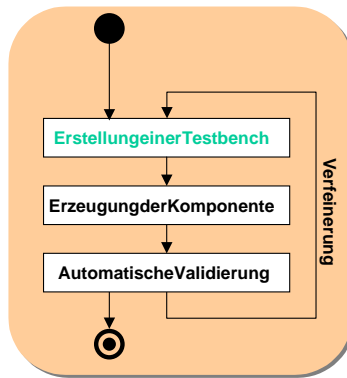 ErstellungeinerTestbench
ErzeugungderKomponente
AutomatischeValidierung
Verfeinerung